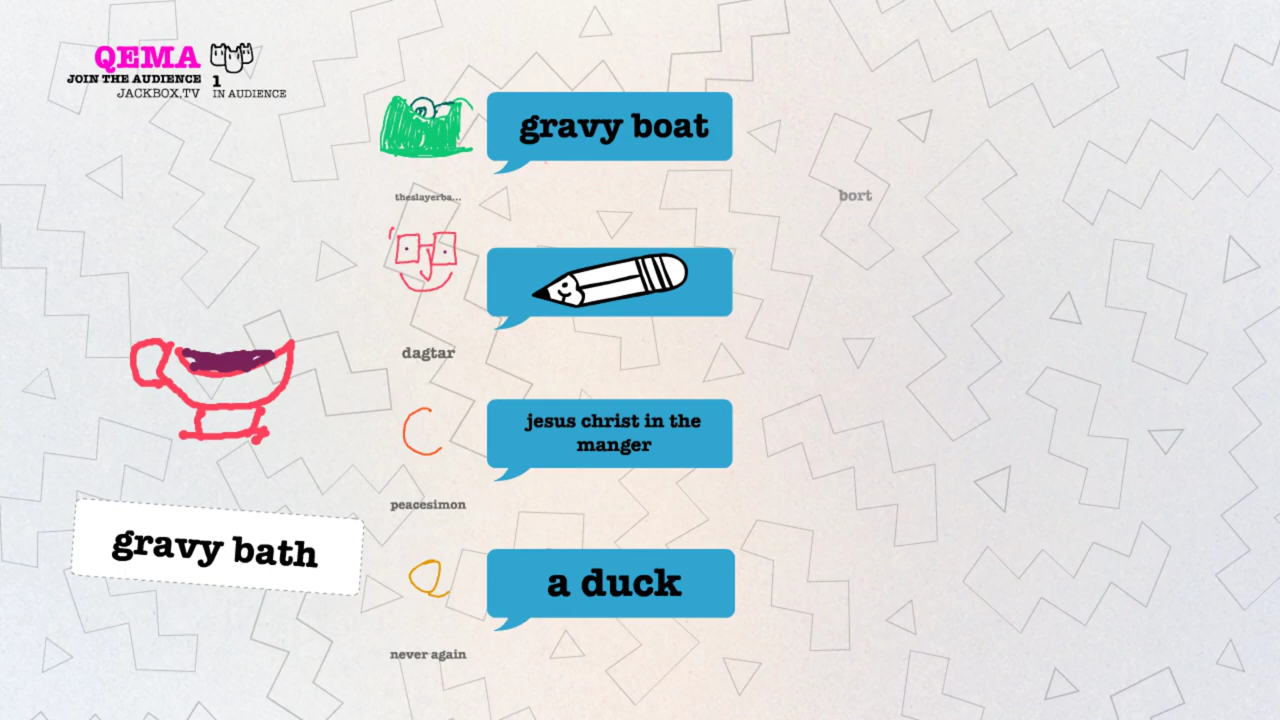 QEMA
JOIN THE AUDIENCE
JACKBOX.TV
1
IN AUDIENCE
gravy boat
theslayerba...
bort
dagtar
jesus christ in the
manger
peacesimon
gravy bath
a duck
never again